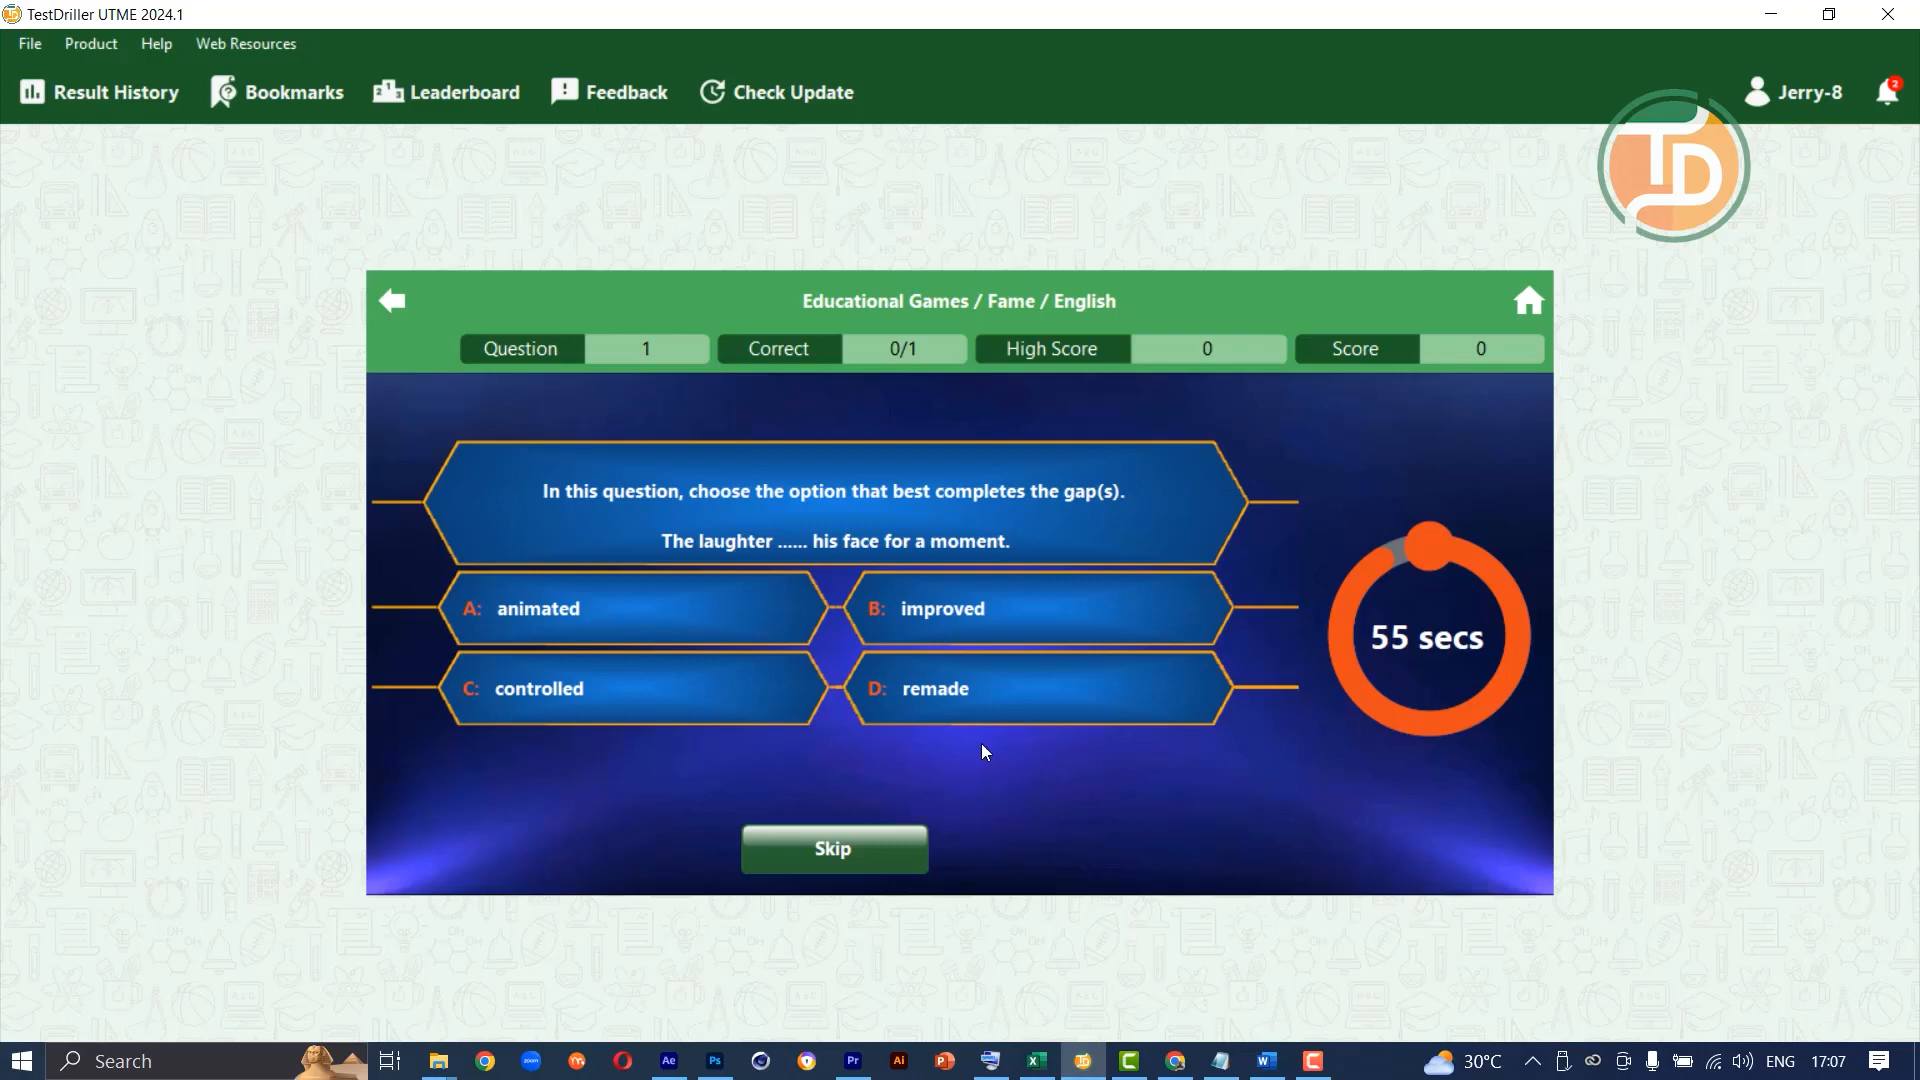 TestDriller UTME 2024.1
File Product Help Web Resources
Result History Bookmarks Leaderboard Feedback Check Update Jerry-8 2
TD
Educational Games / Fame / English
Question 1 Correct 0/1 High Score 0 Score 0
In this question, choose the option that best completes the gap(s).
The laughter ...... his face for a moment.
A: animated B: improved
C: controlled D: remade
55 secs
Skip
Search 30°C ENG 17:07